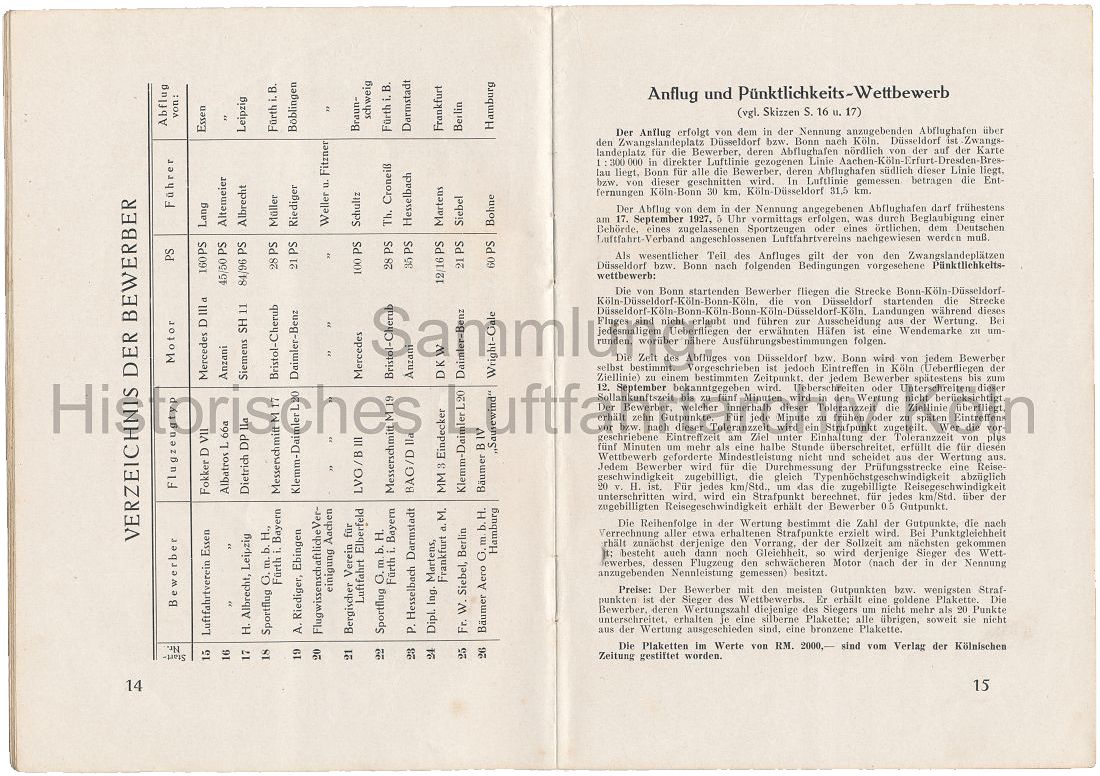 VERZEICHNIS DER BEWERBER
Start-Nr. Bewerber Flugzeugtyp Motor PS Führer Abflug von:
15 Luftfahrtverein Essen Fokker D VII Mercedes D IIIa 160 PS Lang Essen
16 „ „ Albatros L 66a Anzani 45/50 PS Altemeier „
17 H. Albrecht, Leipzig Dietrich DP IIa Siemens SH 11 84/96 PS Albrecht Leipzig
18 Sportflug G. m. b. H.,
Fürth i. Bayern Messerschmitt M 17 Bristol-Cherub 28 PS Müller Fürth i. B.
19 A. Riediger, Ebingen Klemm-Daimler L 20 Daimler-Benz 21 PS Riediger Böblingen
20 Flugwissenschaftliche Ver-
einigung Aachen „ „ „ „ Weller u. Fitzner „
21 Bergischer Verein für
Luftfahrt Elberfeld LVG / B III Mercedes 100 PS Schultz Braun-
schweig
22 Sportflug G. m. b. H.
Fürth i. Bayern Messerschmitt M 19 Bristol-Cherub 28 PS Th. Croneiß Fürth i. B.
23 P. Hesselbach Darmstadt BAG / D IIa Anzani 35 PS Hesselbach Darmstadt
24 Dipl. Ing. Martens,
Frankfurt a. M. MM 3 Eindecker D K W 12/16 PS Martens Frankfurt
25 Fr. W. Siebel, Berlin Klemm-Daimler L 20 Daimler-Benz 21 PS Siebel Berlin
26 Bäumer Aero G. m. b. H.
Hamburg Bäumer B IV
„Sausewind“ Wright-Gale 60 PS Bohne Hamburg
14
Anflug und Pünktlichkeits-Wettbewerb
(vgl. Skizzen S. 16 u. 17)
Der Anflug erfolgt von dem in der Nennung anzugebenden Abflughafen über
den Zwangslandeplatz Düsseldorf bzw. Bonn nach Köln. Düsseldorf ist Zwangs-
landeplatz für die Bewerber, deren Abflughafen nördlich von der auf der Karte
1 : 300 000 in direkter Luftlinie gezogenen Linie Aachen-Köln-Erfurt-Dresden-Bres-
lau liegt, Bonn für alle die Bewerber, deren Abflughafen südlich dieser Linie liegt,
bzw. von dieser geschnitten wird. In Luftlinie gemessen betragen die Ent-
fernungen Köln-Bonn 30 km, Köln-Düsseldorf 31,5 km.
Der Abflug von dem in der Nennung angegebenen Abflughafen darf frühestens
am 17. September 1927, 5 Uhr vormittags erfolgen, was durch Beglaubigung einer
Behörde, eines zugelassenen Sportzeugen oder eines örtlichen, dem Deutschen
Luftfahrt-Verband angeschlossenen Luftfahrtvereins nachgewiesen werden muß.
Als wesentlicher Teil des Anfluges gilt der von den Zwangslandeplätzen
Düsseldorf bzw. Bonn nach folgenden Bedingungen vorgesehene Pünktlichkeits-
wettbewerb:
Die von Bonn startenden Bewerber fliegen die Strecke Bonn-Köln-Düsseldorf-
Köln-Düsseldorf-Köln-Bonn-Köln, die von Düsseldorf startenden die Strecke
Düsseldorf-Köln-Bonn-Köln-Bonn-Köln-Düsseldorf-Köln. Landungen während dieses
Fluges sind nicht erlaubt und führen zur Ausscheidung aus der Wertung. Bei
jedesmaligem Ueberfliegen der erwähnten Häfen ist eine Wendemarke zu um-
runden, worüber nähere Ausführungsbestimmungen folgen.
Die Zeit des Abfluges von Düsseldorf bzw. Bonn wird von jedem Bewerber
selbst bestimmt. Vorgeschrieben ist jedoch Eintreffen in Köln (Ueberfliegen der
Ziellinie) zu einem bestimmten Zeitpunkt, der jedem Bewerber spätestens bis zum
12. September bekanntgegeben wird. Ueberschreiten oder Unterschreiten dieser
Sollankunftszeit bis zu fünf Minuten wird in der Wertung nicht berücksichtigt.
Der Bewerber, welcher innerhalb dieser Toleranzzeit die Ziellinie überfliegt,
erhält zehn Gutpunkte. Für jede Minute zu frühen oder zu späten Eintreffens
vor bzw. nach dieser Toleranzzeit wird ein Strafpunkt zugeteilt. Wer die vor-
geschriebene Eintreffzeit am Ziel unter Einhaltung der Toleranzzeit von plus
fünf Minuten um mehr als eine halbe Stunde überschreitet, erfüllt die für diesen
Wettbewerb geforderte Mindestleistung nicht und scheidet aus der Wertung aus.
Jedem Bewerber wird für die Durchmessung der Prüfungsstrecke eine Reise-
geschwindigkeit zugebilligt, die gleich Typenhöchstgeschwindigkeit abzüglich
20 v. H. ist. Für jedes km/Std., um das die zugebilligte Reisegeschwindigkeit
unterschritten wird, wird ein Strafpunkt berechnet, für jedes km/Std. über der
zugebilligten Reisegeschwindigkeit erhält der Bewerber 0 5 Gutpunkt.
Die Reihenfolge in der Wertung bestimmt die Zahl der Gutpunkte, die nach
Verrechnung aller etwa erhaltenen Strafpunkte erzielt wird. Bei Punktgleichheit
erhält zunächst derjenige den Vorrang, der der Sollzeit am nächsten gekommen
ist; besteht auch dann noch Gleichheit, so wird derjenige Sieger des Wett-
bewerbes, dessen Flugzeug den schwächeren Motor (nach der in der Nennung
anzugebenden Nennleistung gemessen) besitzt.
Preise: Der Bewerber mit den meisten Gutpunkten bzw. wenigsten Straf-
punkten ist der Sieger des Wettbewerbs. Er erhält eine goldene Plakette. Die
Bewerber, deren Wertungszahl diejenige des Siegers um nicht mehr als 20 Punkte
unterschreitet, erhalten je eine silberne Plakette; alle übrigen, soweit sie nicht
aus der Wertung ausgeschieden sind, eine bronzene Plakette.
Die Plaketten im Werte von RM. 2000,— sind vom Verlag der Kölnischen
Zeitung gestiftet worden.
15
Sammlung:
Historisches Luftfahrtarchiv Köln